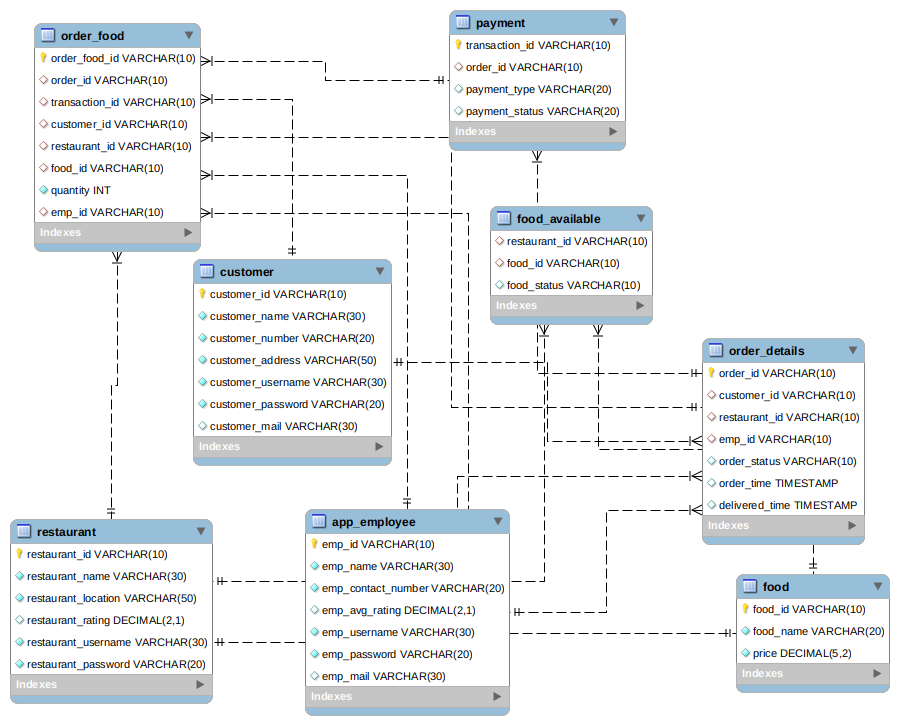 order_food
order_food_id VARCHAR(10)
order_id VARCHAR(10)
transaction_id VARCHAR(10)
customer_id VARCHAR(10)
restaurant_id VARCHAR(10)
food_id VARCHAR(10)
quantity INT
emp_id VARCHAR(10)
Indexes
payment
transaction_id VARCHAR(10)
order_id VARCHAR(10)
payment_type VARCHAR(20)
payment_status VARCHAR(20)
Indexes
food_available
restaurant_id VARCHAR(10)
food_id VARCHAR(10)
food_status VARCHAR(10)
Indexes
customer
customer_id VARCHAR(10)
customer_name VARCHAR(30)
customer_number VARCHAR(20)
customer_address VARCHAR(50)
customer_username VARCHAR(30)
customer_password VARCHAR(20)
customer_mail VARCHAR(30)
Indexes
order_details
order_id VARCHAR(10)
customer_id VARCHAR(10)
restaurant_id VARCHAR(10)
emp_id VARCHAR(10)
order_status VARCHAR(10)
order_time TIMESTAMP
delivered_time TIMESTAMP
Indexes
restaurant
restaurant_id VARCHAR(10)
restaurant_name VARCHAR(30)
restaurant_location VARCHAR(50)
restaurant_rating DECIMAL(2,1)
restaurant_username VARCHAR(30)
restaurant_password VARCHAR(20)
Indexes
app_employee
emp_id VARCHAR(10)
emp_name VARCHAR(30)
emp_contact_number VARCHAR(20)
emp_avg_rating DECIMAL(2,1)
emp_username VARCHAR(30)
emp_password VARCHAR(20)
emp_mail VARCHAR(30)
Indexes
food
food_id VARCHAR(10)
food_name VARCHAR(20)
price DECIMAL(5,2)
Indexes